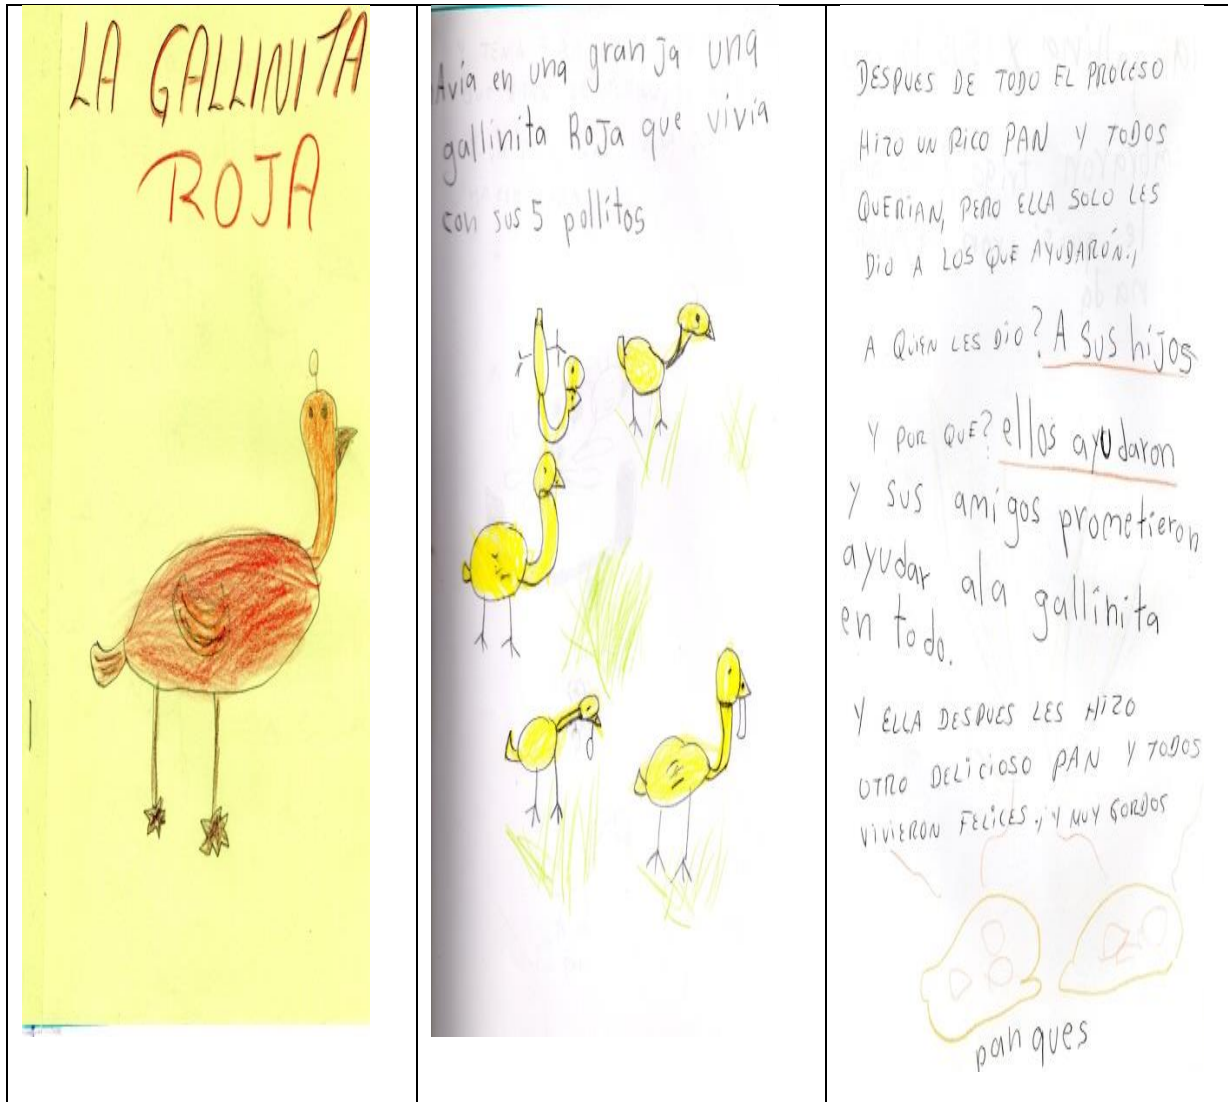 LA GALLINITA
ROJA
Avía en una granja una
gallinita Roja que vivia
con sus 5 pollitos
DESPUES DE TODO EL PROCESO
HIZO UN RICO PAN Y TODOS
QUERIAN, PERO ELLA SOLO LES
DIO A LOS QUE AYUDARÓN.,
A QUIEN LES DIO? A sus hijos
Y POR QUE? ellos ayudaron
y sus amigos prometieron
ayudar ala gallinita
en todo.
Y ELLA DESPUES LES HIZO
OTRO DELICIOSO PAN Y TODOS
VIVIERON FELICES., Y MUY GORDOS
panques